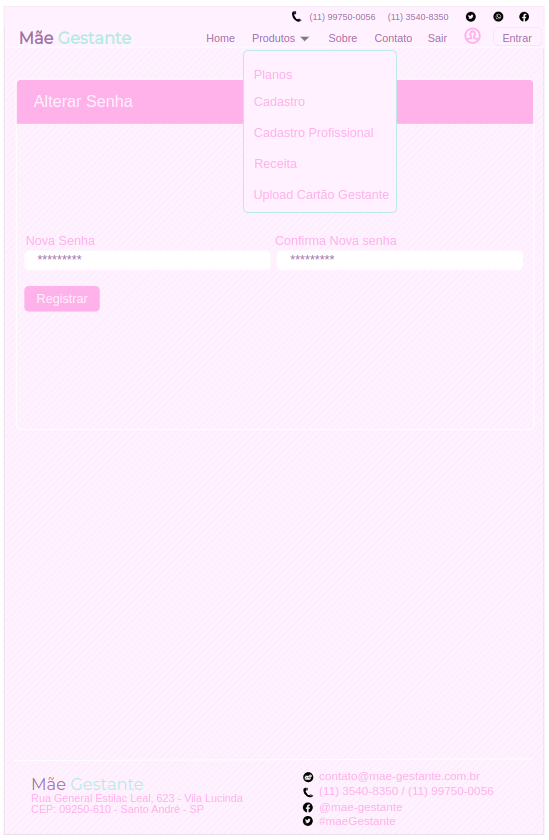 (11) 99750-0056 (11) 3540-8350
Mãe Gestante Home Produtos Sobre Contato Sair Entrar
Planos
Alterar Senha Cadastro
Cadastro Profissional
Receita
Upload Cartão Gestante
Nova Senha Confirma Nova senha
********* *********
Registrar
contato@mae-gestante.com.br
Mãe Gestante
(11) 3540-8350 / (11) 99750-0056
Rua General Estilac Leal, 623 - Vila Lucinda
@mae-gestante
CEP: 09250-610 - Santo André - SP
#maeGestante